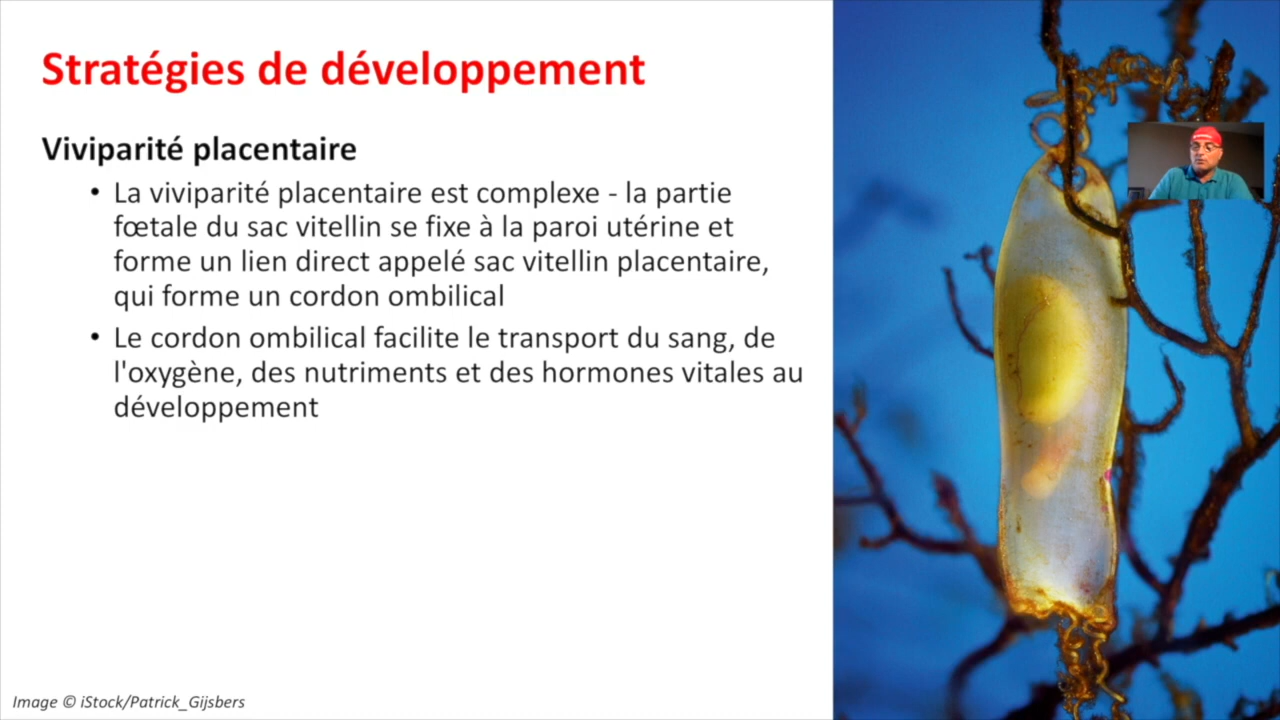 Stratégies de développement
Viviparité placentaire
• La viviparité placentaire est complexe - la partie
fœtale du sac vitellin se fixe à la paroi utérine et
forme un lien direct appelé sac vitellin placentaire,
qui forme un cordon ombilical
• Le cordon ombilical facilite le transport du sang, de
l'oxygène, des nutriments et des hormones vitales au
développement
Image © iStock/Patrick_Gijsbers